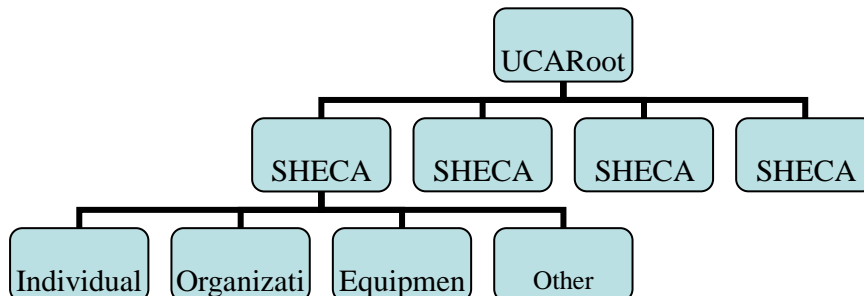 UCARoot
SHECA SHECA SHECA SHECA
Individual Organizati Equipmen Other